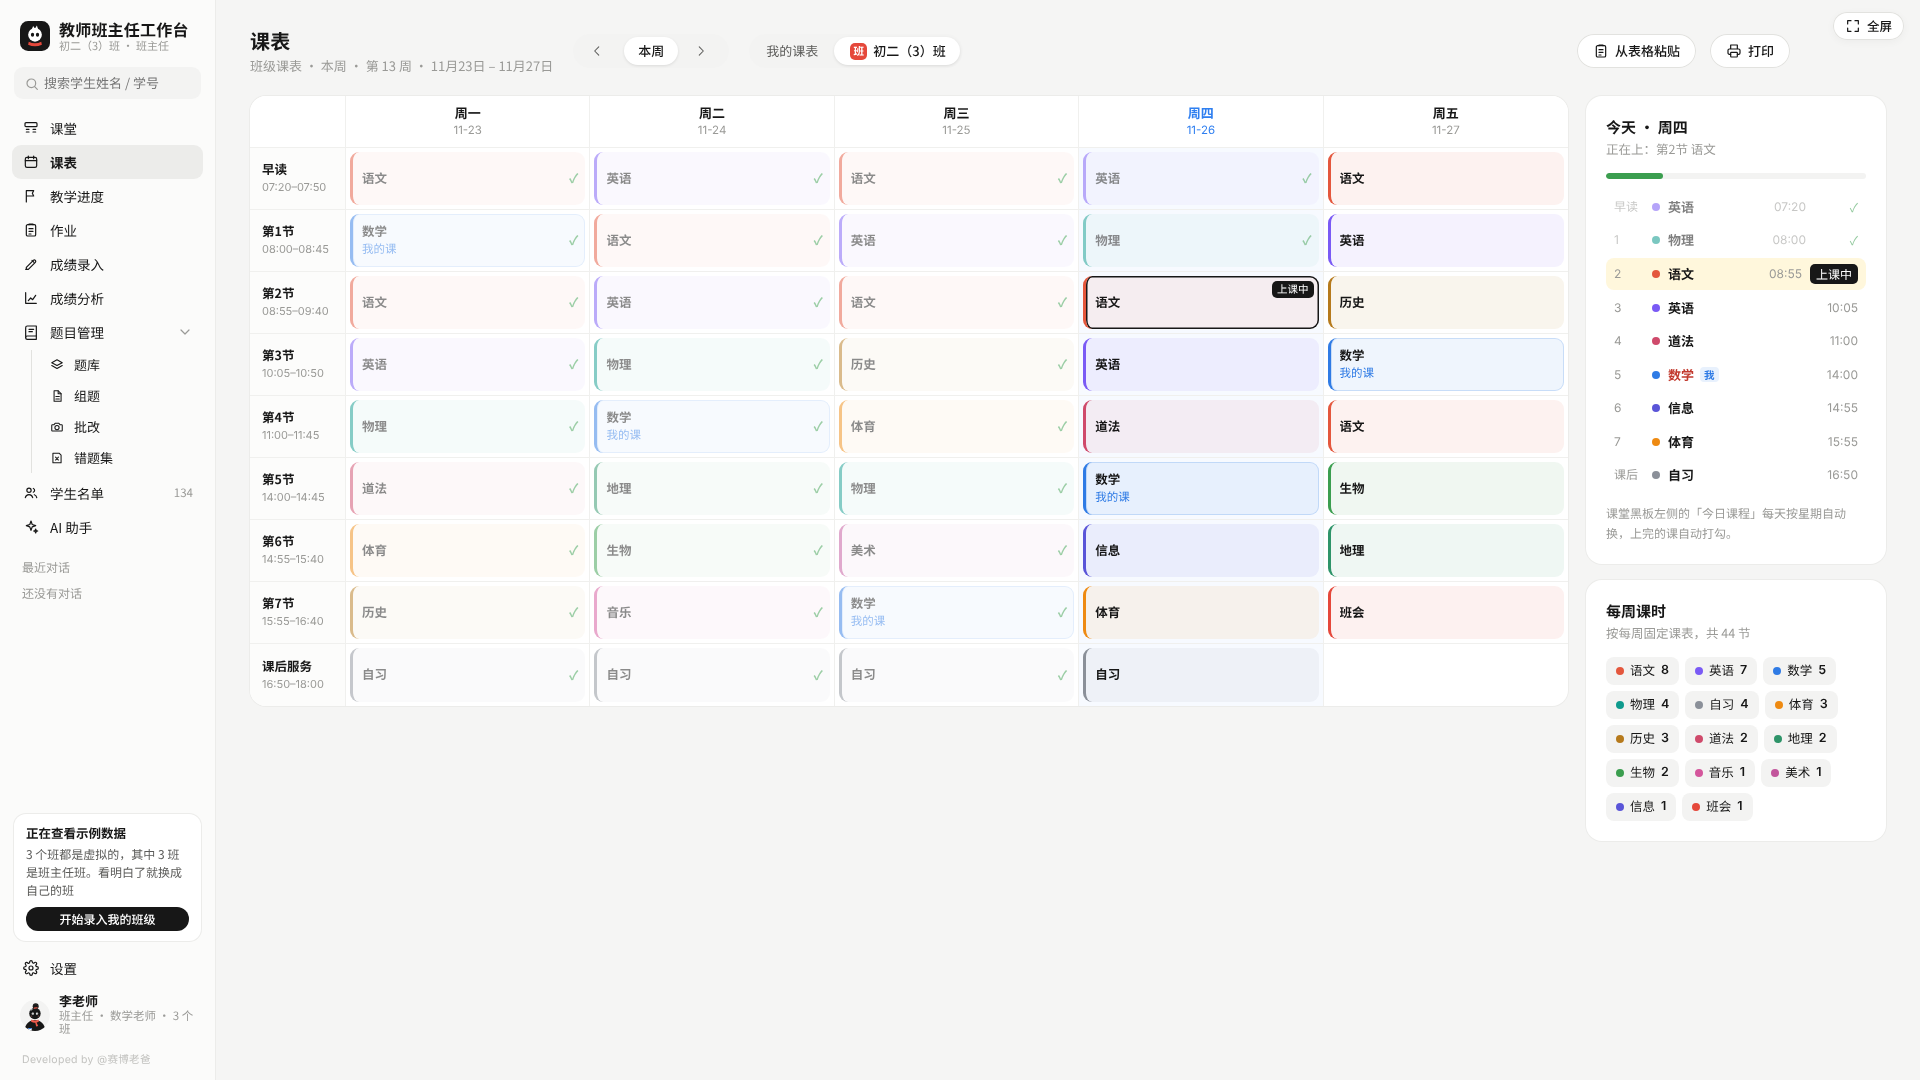 教师班主任工作台
初二（3）班 · 班主任
搜索学生姓名 / 学号
课堂
课表
教学进度
作业
成绩录入
成绩分析
题目管理
题库
组题
批改
错题集
学生名单 134
AI 助手
最近对话
还没有对话
正在查看示例数据
3 个班都是虚拟的，其中 3 班
是班主任班。看明白了就换成
自己的班
开始录入我的班级
设置
李老师
班主任 · 数学老师 · 3 个
班
Developed by @赛博老爸
课表
班级课表 · 本周 · 第 13 周 · 11月23日 – 11月27日
本周
我的课表
班 初二（3）班
从表格粘贴
打印
全屏
周一 周二 周三 周四 周五
11-23 11-24 11-25 11-26 11-27
早读
07:20–07:50
语文 ✓ 英语 ✓ 语文 ✓ 英语 ✓ 语文
第1节
08:00–08:45
数学 我的课 ✓ 语文 ✓ 英语 ✓ 物理 ✓ 英语
第2节
08:55–09:40
语文 ✓ 英语 ✓ 语文 ✓ 语文 上课中 历史
第3节
10:05–10:50
英语 ✓ 物理 ✓ 历史 ✓ 英语 数学 我的课
第4节
11:00–11:45
物理 ✓ 数学 我的课 ✓ 体育 ✓ 道法 语文
第5节
14:00–14:45
道法 ✓ 地理 ✓ 物理 ✓ 数学 我的课 生物
第6节
14:55–15:40
体育 ✓ 生物 ✓ 美术 ✓ 信息 地理
第7节
15:55–16:40
历史 ✓ 音乐 ✓ 数学 我的课 ✓ 体育 班会
课后服务
16:50–18:00
自习 ✓ 自习 ✓ 自习 ✓ 自习
今天 · 周四
正在上：第2节 语文
早读 英语 07:20 ✓
1 物理 08:00 ✓
2 语文 08:55 上课中
3 英语 10:05
4 道法 11:00
5 数学 我 14:00
6 信息 14:55
7 体育 15:55
课后 自习 16:50
课堂黑板左侧的「今日课程」每天按星期自动
换，上完的课自动打勾。
每周课时
按每周固定课表，共 44 节
语文 8 英语 7 数学 5
物理 4 自习 4 体育 3
历史 3 道法 2 地理 2
生物 2 音乐 1 美术 1
信息 1 班会 1